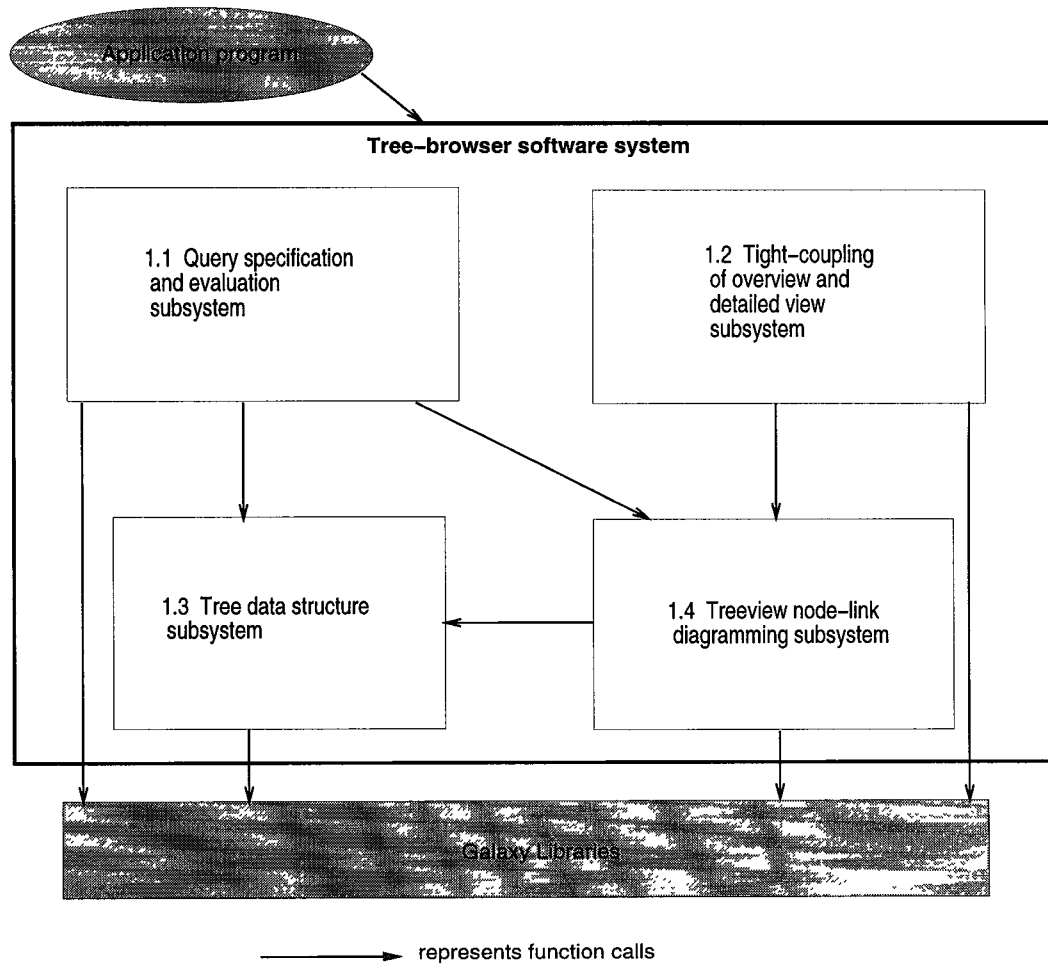 Application program
Tree–browser software system
1.1 Query specification
and evaluation
subsystem
1.2 Tight–coupling
of overview and
detailed view
subsystem
1.3 Tree data structure
subsystem
1.4 Treeview node–link
diagramming subsystem
Galaxy Libraries
represents function calls